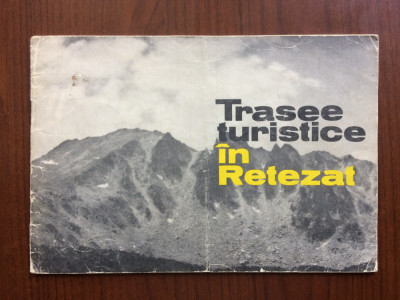 Trasee
turistice
în
Retezat